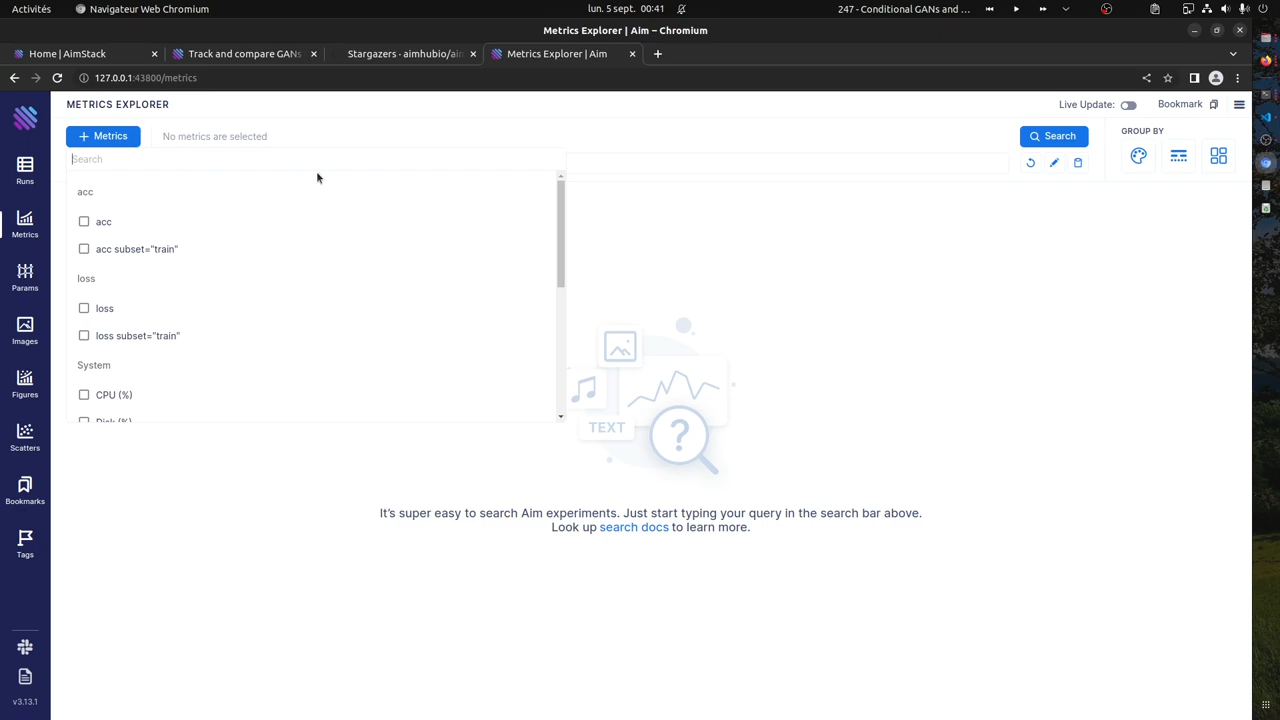 Activités
Navigateur Web Chromium
lun. 5 sept. 00:41
247 - Conditional GANs and ...
Metrics Explorer | Aim – Chromium
Home | AimStack
Track and compare GANs
Stargazers · aimhubio/aim
Metrics Explorer | Aim
127.0.0.1:43800/metrics
METRICS EXPLORER
Live Update:
Bookmark
Metrics
No metrics are selected
Search
GROUP BY
Search
acc
acc
acc subset="train"
loss
loss
loss subset="train"
System
CPU (%)
Disk (%)
Runs
Metrics
Params
Images
Figures
Scatters
Bookmarks
Tags
v3.13.1
TEXT
?
It's super easy to search Aim experiments. Just start typing your query in the search bar above.
Look up search docs to learn more.